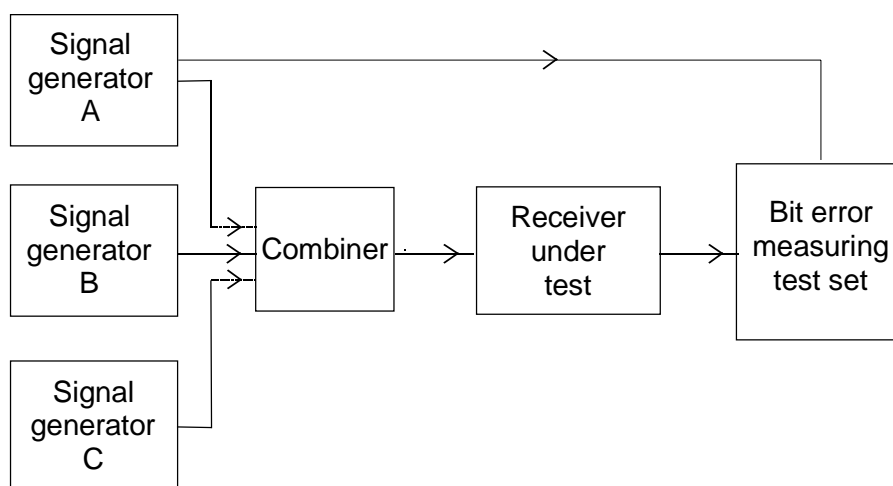 Signal
generator
A
Signal
generator
B
Signal
generator
C
Combiner
Receiver
under
test
Bit error
measuring
test set